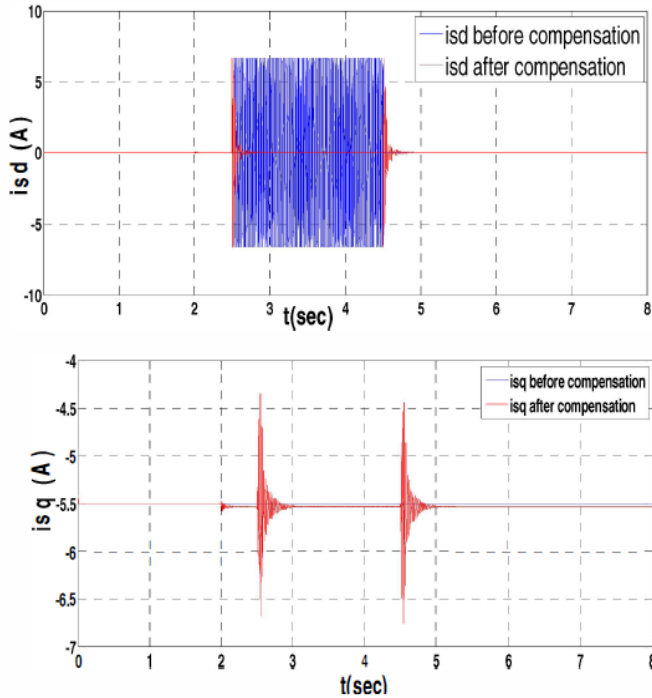 10
5
0
-5
-10
isd (A)
isd before compensation
isd after compensation
0 1 2 3 4 5 6 7 8
t(sec)
-4
-4.5
-5
-5.5
-6
-6.5
-7
isq (A)
isq before compensation
isq after compensation
0 1 2 3 4 5 6 7 8
t(sec)